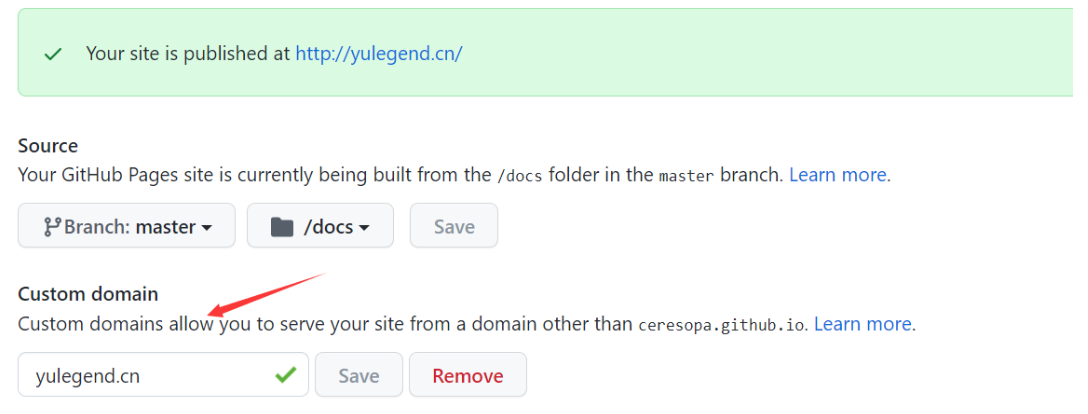 Your site is published at http://yulegend.cn/
Source
Your GitHub Pages site is currently being built from the /docs folder in the master branch. Learn more.
Branch: master
/docs
Save
Custom domain
Custom domains allow you to serve your site from a domain other than ceresopa.github.io. Learn more.
yulegend.cn
Save
Remove